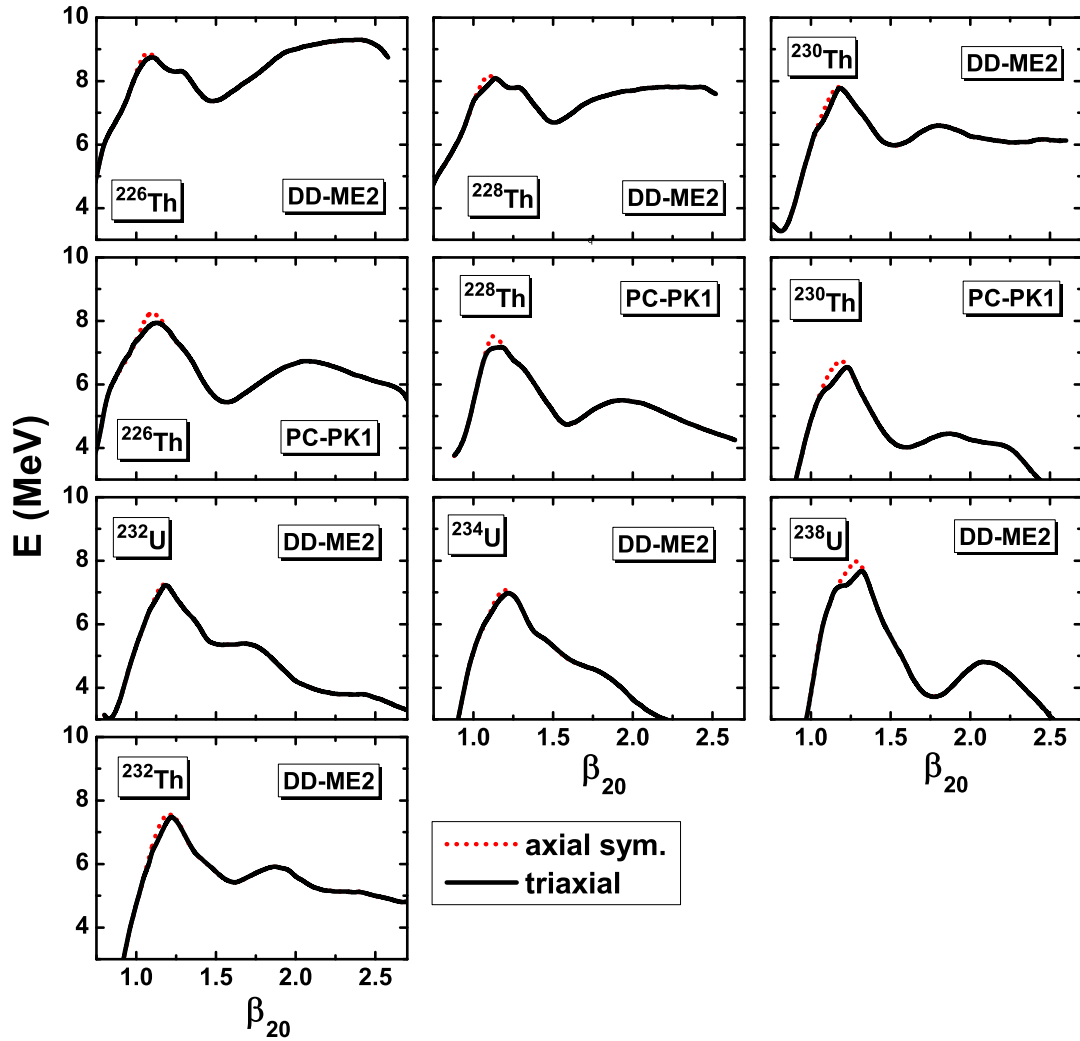 10
8
6
4
²²⁶Th
DD-ME2
²²⁸Th
DD-ME2
²³⁰Th
DD-ME2
10
8
6
4
²²⁶Th
PC-PK1
²²⁸Th
PC-PK1
²³⁰Th
PC-PK1
E (MeV)
10
8
6
4
²³²U
DD-ME2
²³⁴U
DD-ME2
²³⁸U
DD-ME2
1.0 1.5 2.0 2.5
β₂₀
1.0 1.5 2.0 2.5
β₂₀
10
8
6
4
²³²Th
DD-ME2
1.0 1.5 2.0 2.5
β₂₀
axial sym.
triaxial